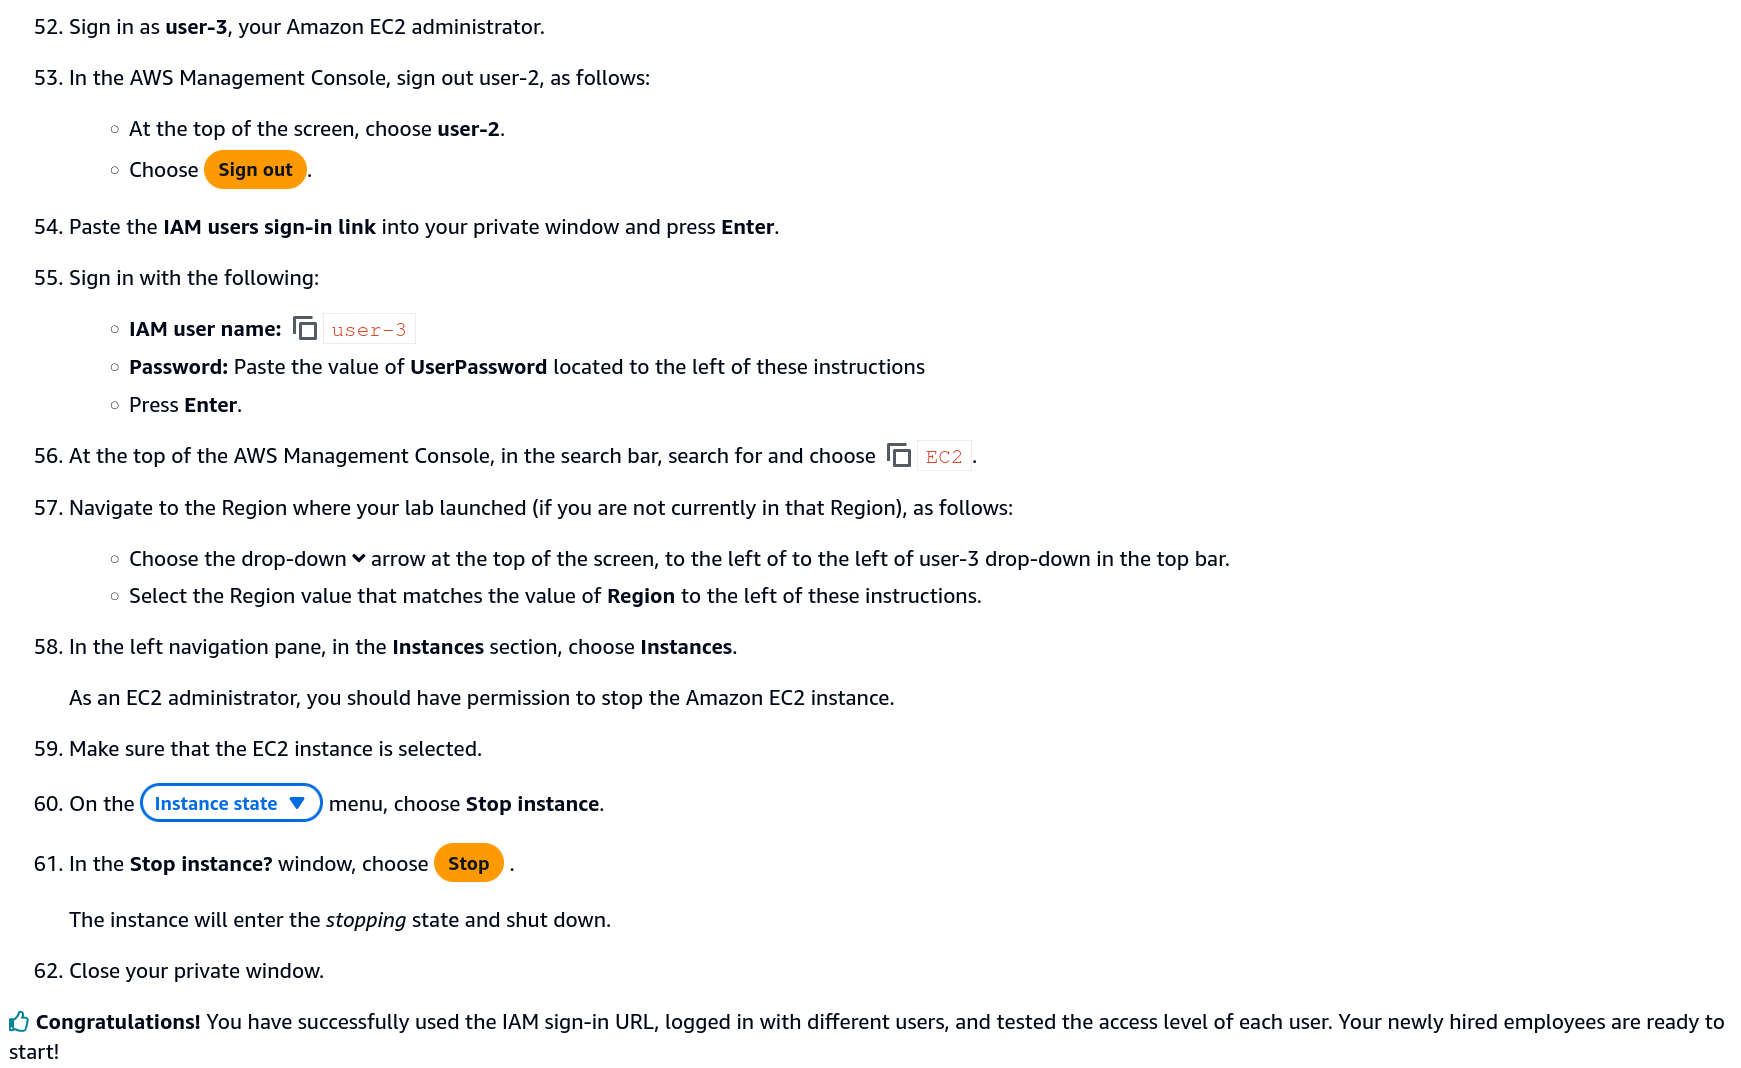 52. Sign in as user-3, your Amazon EC2 administrator.
53. In the AWS Management Console, sign out user-2, as follows:
○ At the top of the screen, choose user-2.
○ Choose Sign out.
54. Paste the IAM users sign-in link into your private window and press Enter.
55. Sign in with the following:
○ IAM user name: user-3
○ Password: Paste the value of UserPassword located to the left of these instructions
○ Press Enter.
56. At the top of the AWS Management Console, in the search bar, search for and choose EC2.
57. Navigate to the Region where your lab launched (if you are not currently in that Region), as follows:
○ Choose the drop-down arrow at the top of the screen, to the left of to the left of user-3 drop-down in the top bar.
○ Select the Region value that matches the value of Region to the left of these instructions.
58. In the left navigation pane, in the Instances section, choose Instances.
As an EC2 administrator, you should have permission to stop the Amazon EC2 instance.
59. Make sure that the EC2 instance is selected.
60. On the Instance state ▼ menu, choose Stop instance.
61. In the Stop instance? window, choose Stop .
The instance will enter the stopping state and shut down.
62. Close your private window.
Congratulations! You have successfully used the IAM sign-in URL, logged in with different users, and tested the access level of each user. Your newly hired employees are ready to
start!